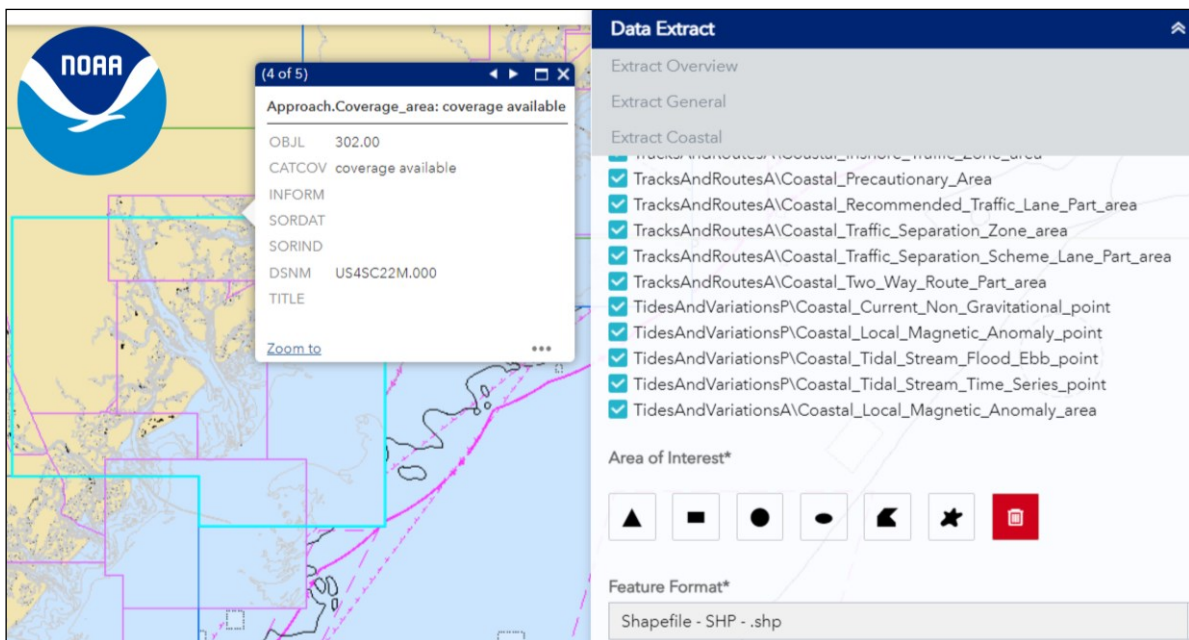 NOAA
(4 of 5)
Approach.Coverage_area: coverage available
OBJL 302.00
CATCOV coverage available
INFORM
SORDAT
SORIND
DSNM US4SC22M.000
TITLE
Zoom to
Data Extract
Extract Overview
Extract General
Extract Coastal
TracksAndRoutesA\Coastal_Inshore_Traffic_Zone_area
TracksAndRoutesA\Coastal_Precautionary_Area
TracksAndRoutesA\Coastal_Recommended_Traffic_Lane_Part_area
TracksAndRoutesA\Coastal_Traffic_Separation_Zone_area
TracksAndRoutesA\Coastal_Traffic_Separation_Scheme_Lane_Part_area
TracksAndRoutesA\Coastal_Two_Way_Route_Part_area
TidesAndVariationsP\Coastal_Current_Non_Gravitational_point
TidesAndVariationsP\Coastal_Local_Magnetic_Anomaly_point
TidesAndVariationsP\Coastal_Tidal_Stream_Flood_Ebb_point
TidesAndVariationsP\Coastal_Tidal_Stream_Time_Series_point
TidesAndVariationsA\Coastal_Local_Magnetic_Anomaly_area
Area of Interest*
Feature Format*
Shapefile - SHP - .shp